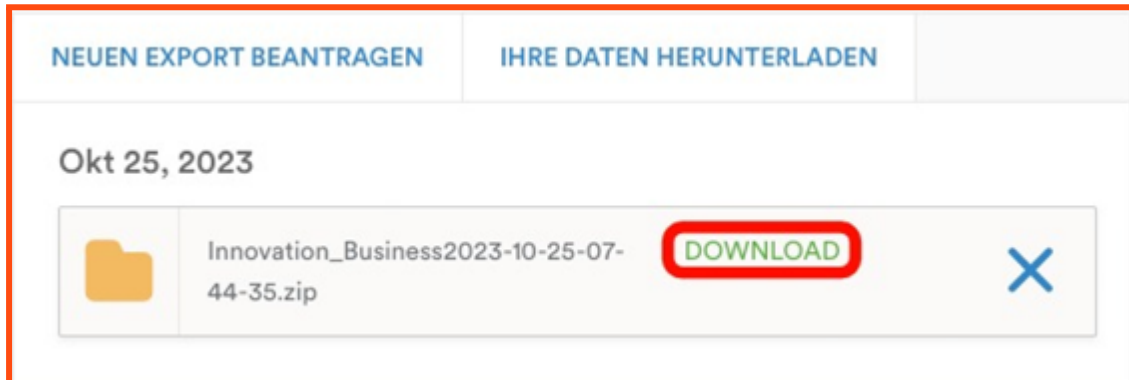 NEUEN EXPORT BEANTRAGEN
IHRE DATEN HERUNTERLADEN
Okt 25, 2023
Innovation_Business2023-10-25-07-
44-35.zip
DOWNLOAD